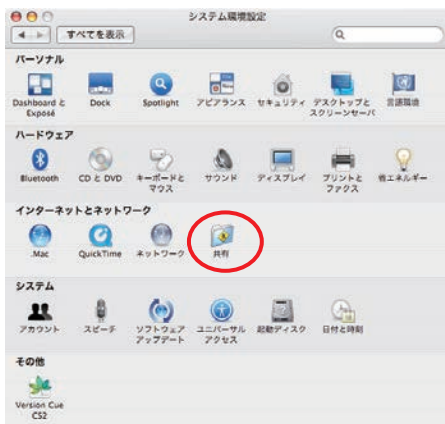 システム環境設定
すべてを表示
パーソナル
Dashboard と Exposé
Dock
Spotlight
アピアランス
セキュリティ
デスクトップと スクリーンセーバ
言語環境
ハードウェア
Bluetooth
CD と DVD
キーボードと マウス
サウンド
ディスプレイ
プリントと ファクス
省エネルギー
インターネットとネットワーク
.Mac
QuickTime
ネットワーク
共有
システム
アカウント
スピーチ
ソフトウェア アップデート
ユニバーサル アクセス
起動ディスク
日付と時刻
その他
Version Cue CS2